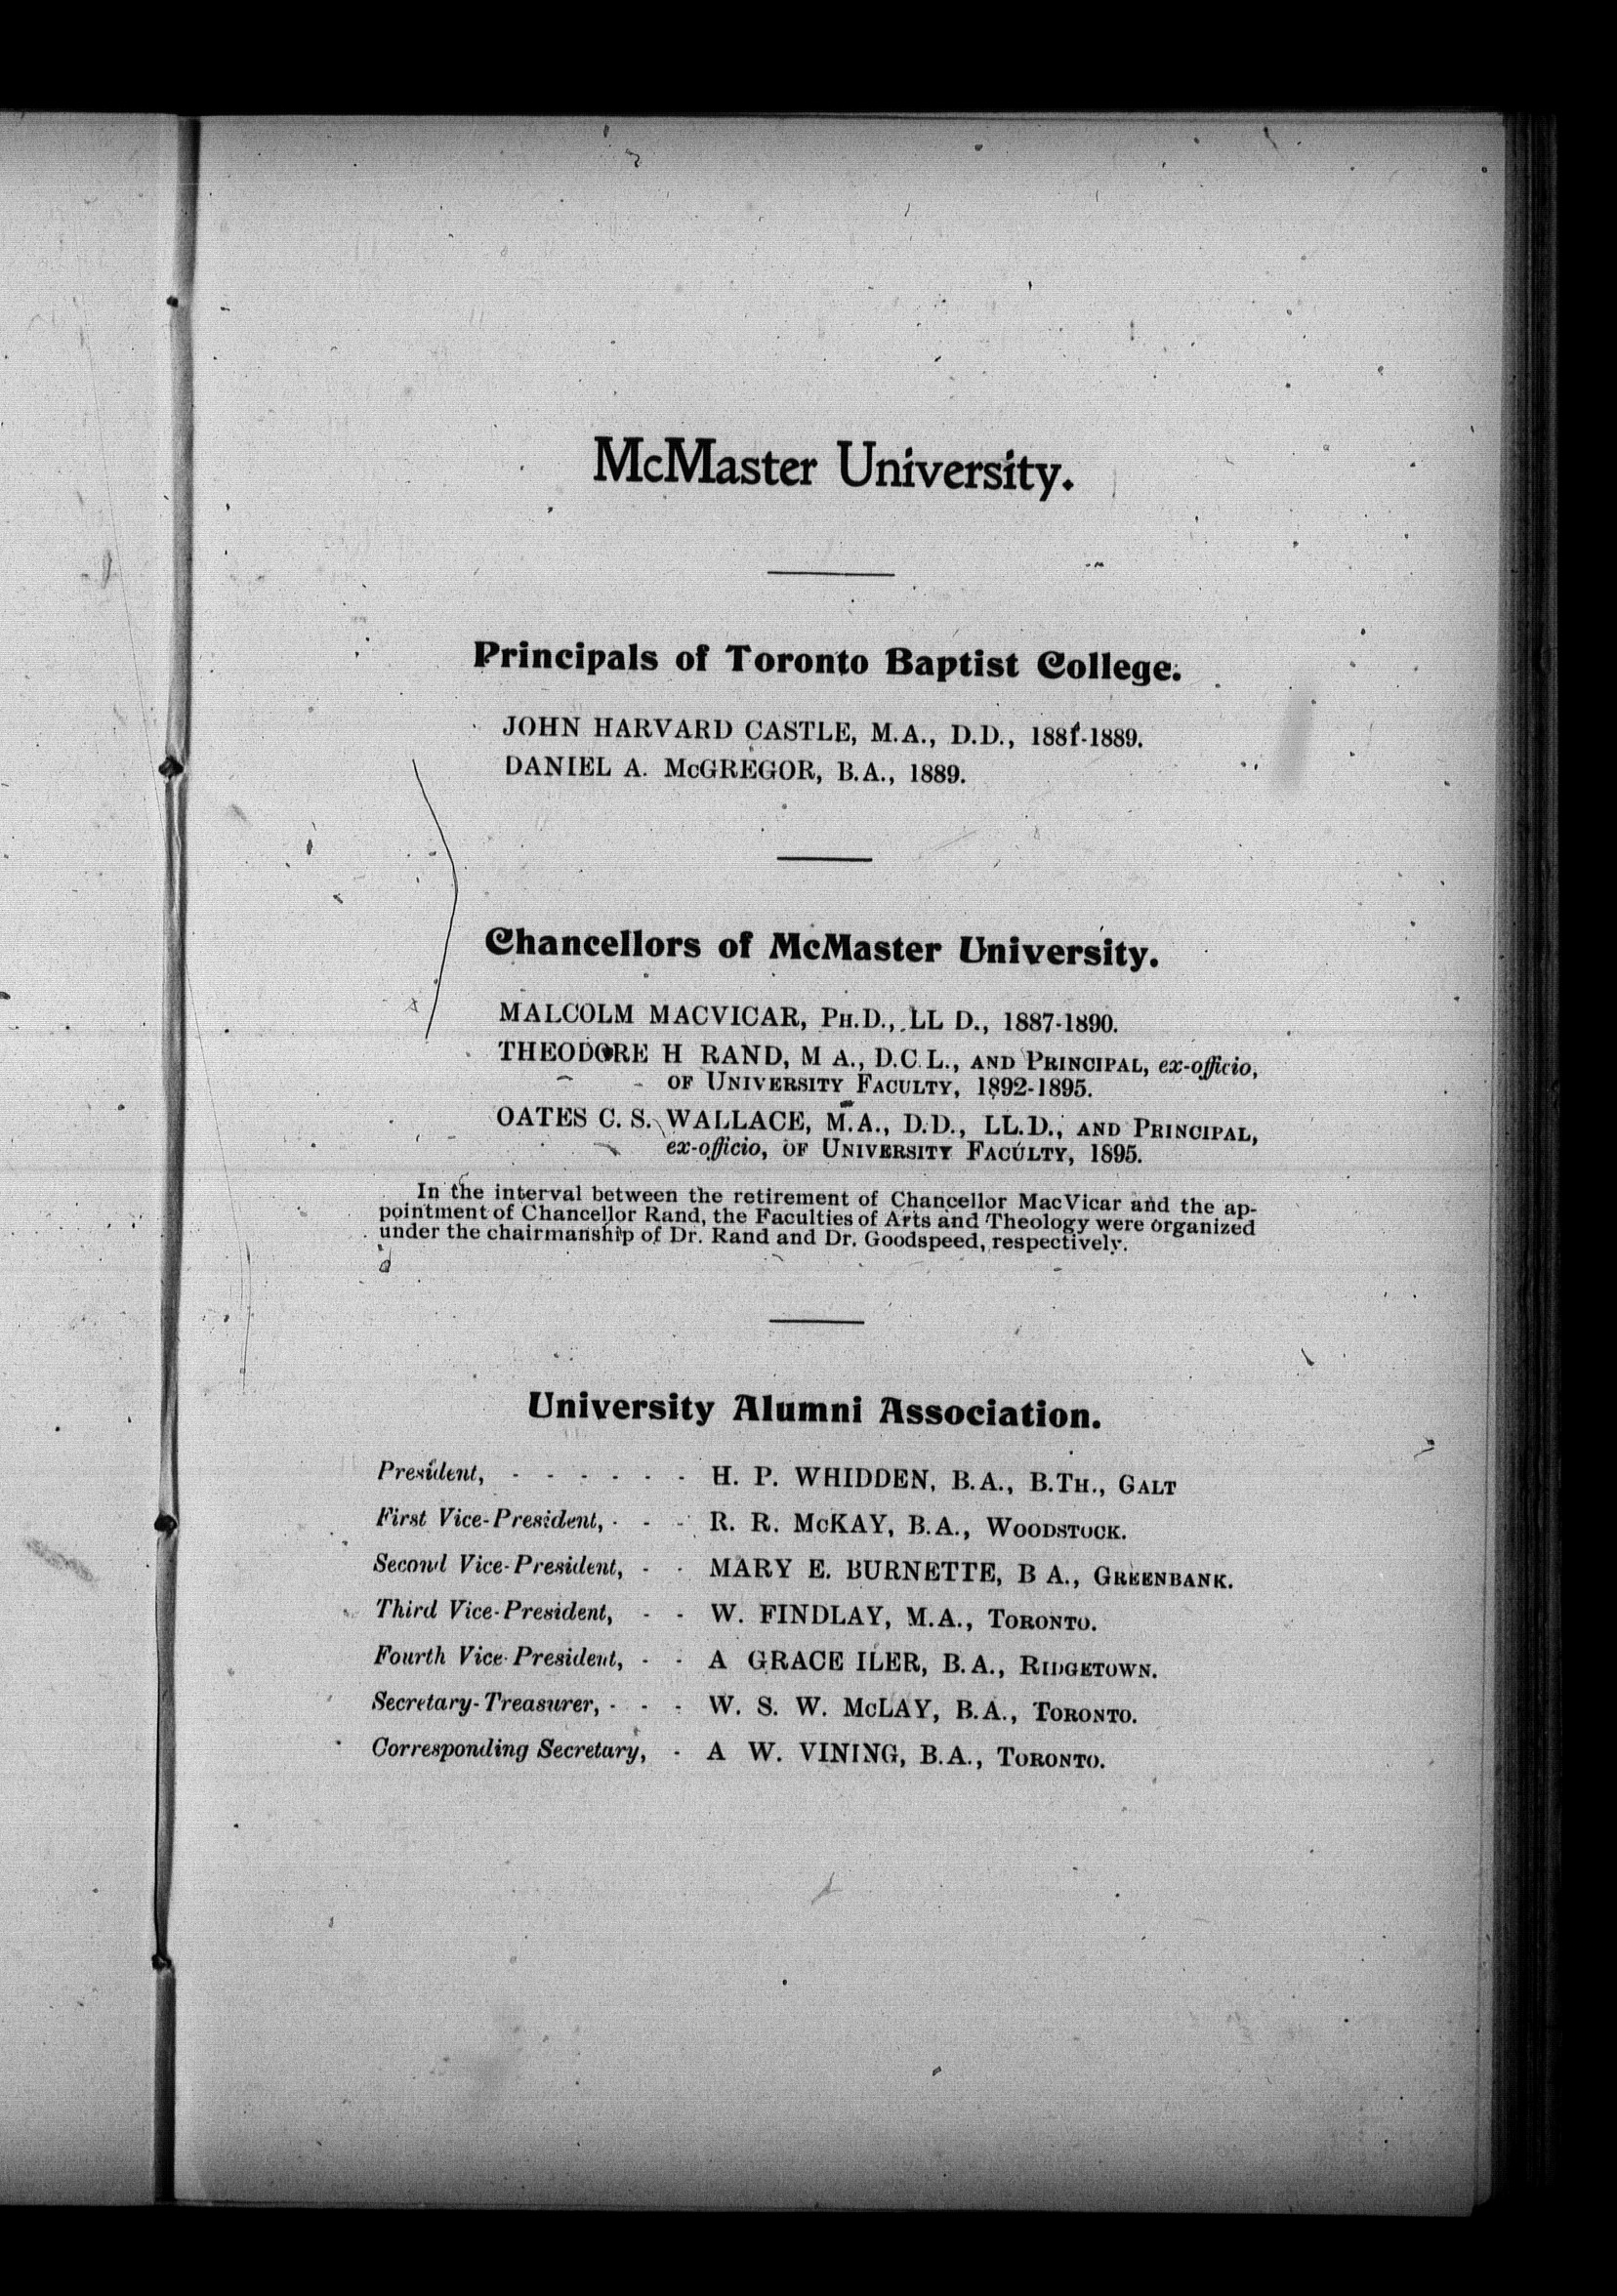 McMaster University.
Principals of Toronto Baptist College.
JOHN HARVARD CASTLE, M.A., D.D., 1881-1889.
DANIEL A. McGREGOR, B.A., 1889.
Chancellors of McMaster University.
MALCOLM MACVICAR, PH.D., LL D., 1887-1890.
THEODORE H RAND, M A., D.C.L., AND PRINCIPAL, ex-officio,
OF UNIVERSITY FACULTY, 1892-1895.
OATES C. S. WALLACE, M.A., D.D., LL.D., AND PRINCIPAL,
ex-officio, OF UNIVERSITY FACULTY, 1895.
In the interval between the retirement of Chancellor MacVicar and the ap-
pointment of Chancellor Rand, the Faculties of Arts and Theology were organized
under the chairmanship of Dr. Rand and Dr. Goodspeed, respectively.
University Alumni Association.
President, - - - - - - H. P. WHIDDEN, B.A., B.TH., GALT
First Vice-President, - - - R. R. McKAY, B.A., WOODSTOCK.
Second Vice-President, - - MARY E. BURNETTE, B A., GREENBANK.
Third Vice-President, - - W. FINDLAY, M.A., TORONTO.
Fourth Vice-President, - - A GRACE ILER, B.A., RIDGETOWN.
Secretary-Treasurer, - - - W. S. W. McLAY, B.A., TORONTO.
Corresponding Secretary, - A W. VINING, B.A., TORONTO.